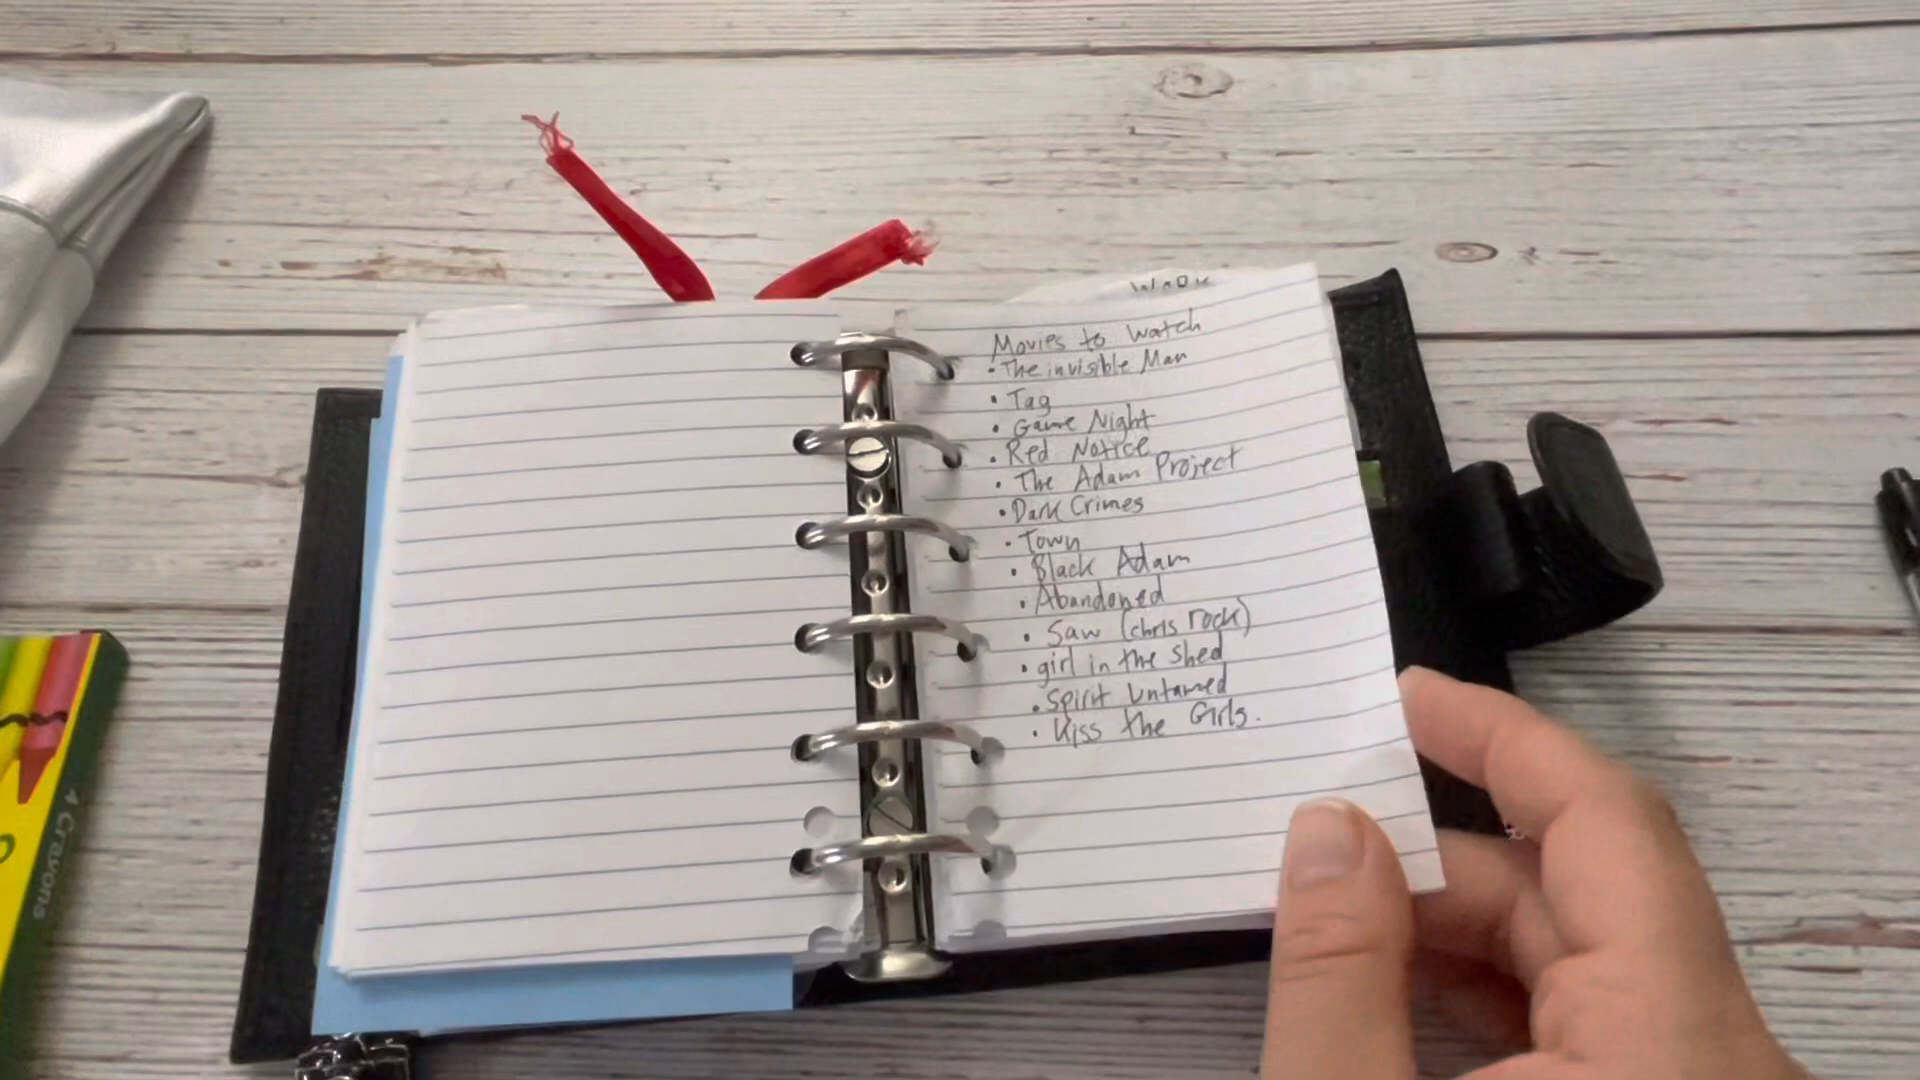 Movies to Watch
• The invisible Man
• Tag
• Game Night
• Red Notice
• The Adam Project
• Dark Crimes
• Town
• Black Adam
• Abandoned
• Saw (chris rock)
• girl in the shed
• Spirit Untamed
• Kiss the Girls.
4 Crayons